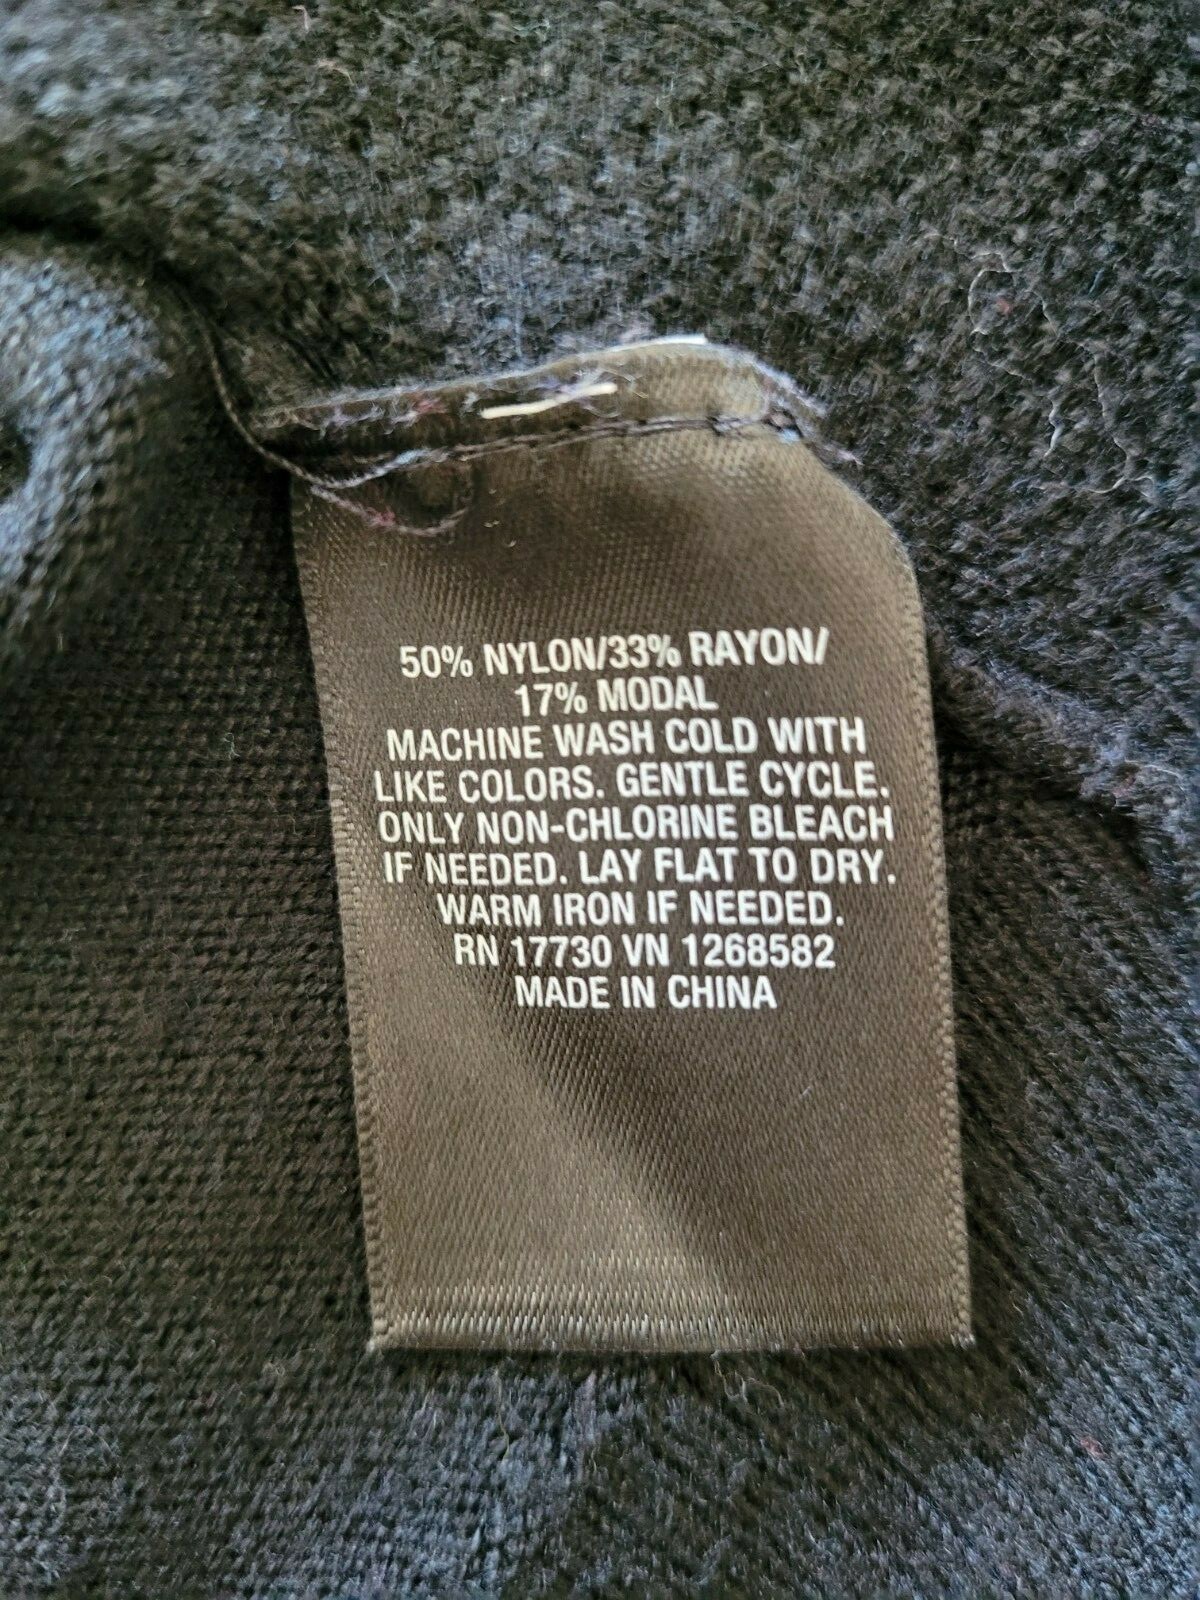 50% NYLON/33% RAYON/
17% MODAL
MACHINE WASH COLD WITH
LIKE COLORS. GENTLE CYCLE.
ONLY NON-CHLORINE BLEACH
IF NEEDED. LAY FLAT TO DRY.
WARM IRON IF NEEDED.
RN 17730 VN 1268582
MADE IN CHINA